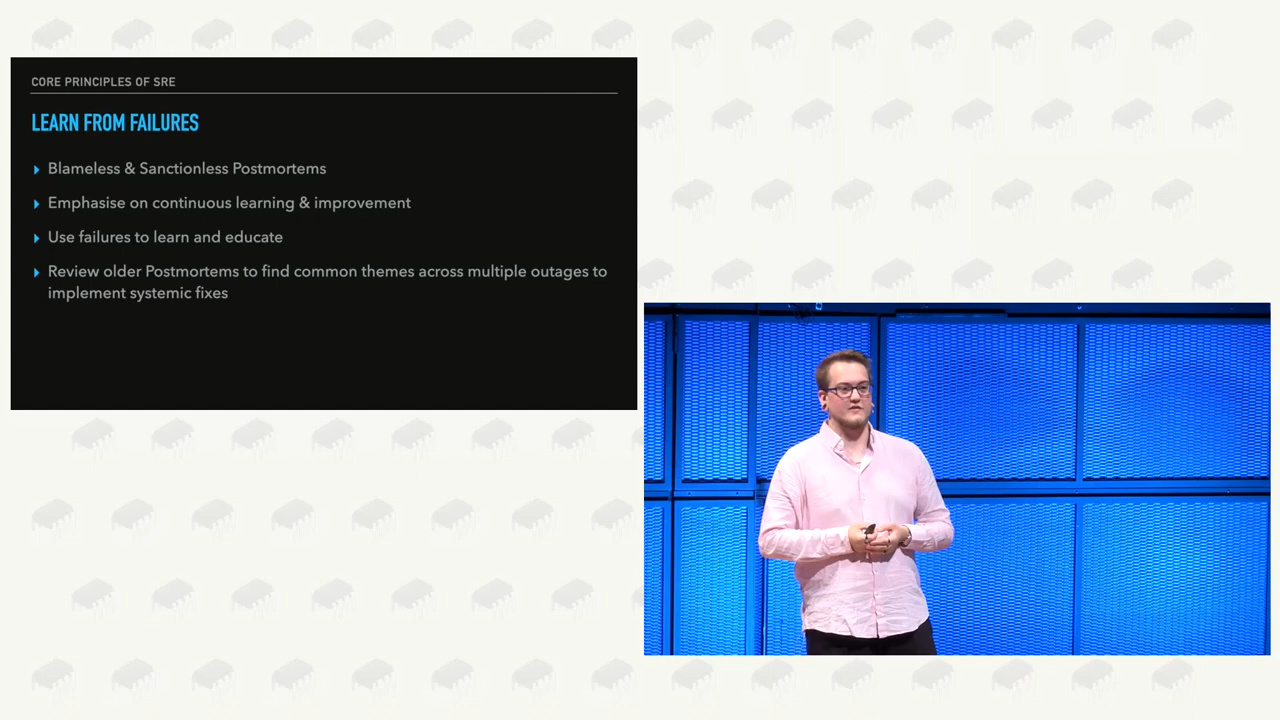 CORE PRINCIPLES OF SRE
LEARN FROM FAILURES
Blameless & Sanctionless Postmortems
Emphasise on continuous learning & improvement
Use failures to learn and educate
Review older Postmortems to find common themes across multiple outages to
implement systemic fixes